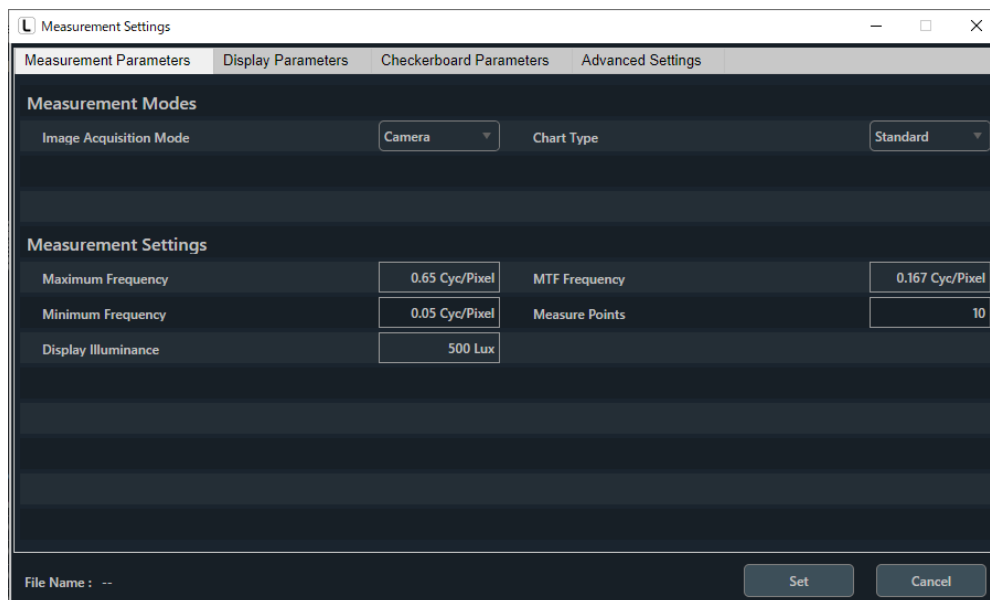 L Measurement Settings
Measurement Parameters Display Parameters Checkerboard Parameters Advanced Settings
Measurement Modes
Image Acquisition Mode Camera Chart Type Standard
Measurement Settings
Maximum Frequency 0.65 Cyc/Pixel MTF Frequency 0.167 Cyc/Pixel
Minimum Frequency 0.05 Cyc/Pixel Measure Points 10
Display Illuminance 500 Lux
File Name : -- Set Cancel